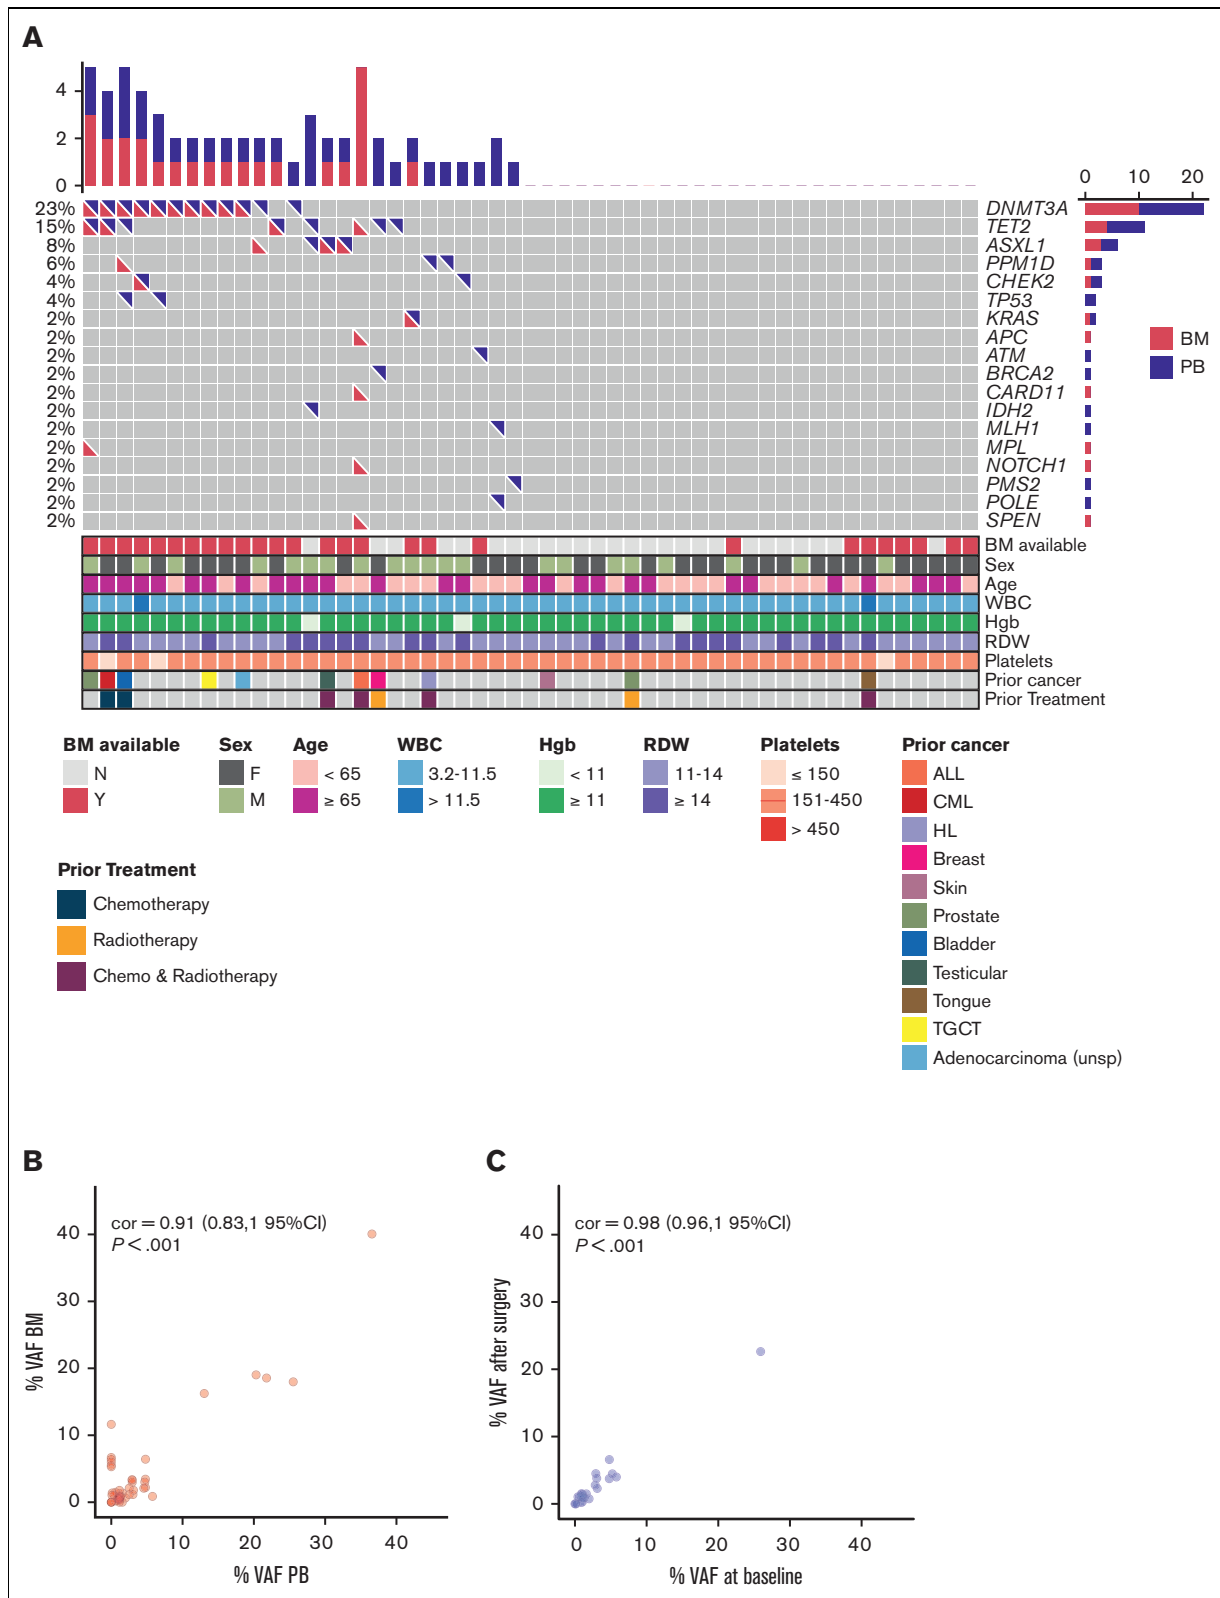 A
4
2
0
0 10 20
23% DNMT3A
15% TET2
8% ASXL1
6% PPM1D
4% CHEK2
4% TP53
2% KRAS
2% APC
2% ATM
2% BRCA2
2% CARD11
2% IDH2
2% MLH1
2% MPL
2% NOTCH1
2% PMS2
2% POLE
2% SPEN
BM
PB
BM available
Sex
Age
WBC
Hgb
RDW
Platelets
Prior cancer
Prior Treatment
BM available
N
Y
Sex
F
M
Age
< 65
≥ 65
WBC
3.2-11.5
> 11.5
Hgb
< 11
≥ 11
RDW
11-14
≥ 14
Platelets
≤ 150
151-450
> 450
Prior cancer
ALL
CML
HL
Breast
Skin
Prostate
Bladder
Testicular
Tongue
TGCT
Adenocarcinoma (unsp)
Prior Treatment
Chemotherapy
Radiotherapy
Chemo & Radiotherapy
B
cor = 0.91 (0.83,1 95%CI)
P < .001
% VAF BM
40
30
20
10
0
0 10 20 30 40
% VAF PB
C
cor = 0.98 (0.96,1 95%CI)
P < .001
% VAF after surgery
40
30
20
10
0
0 10 20 30 40
% VAF at baseline